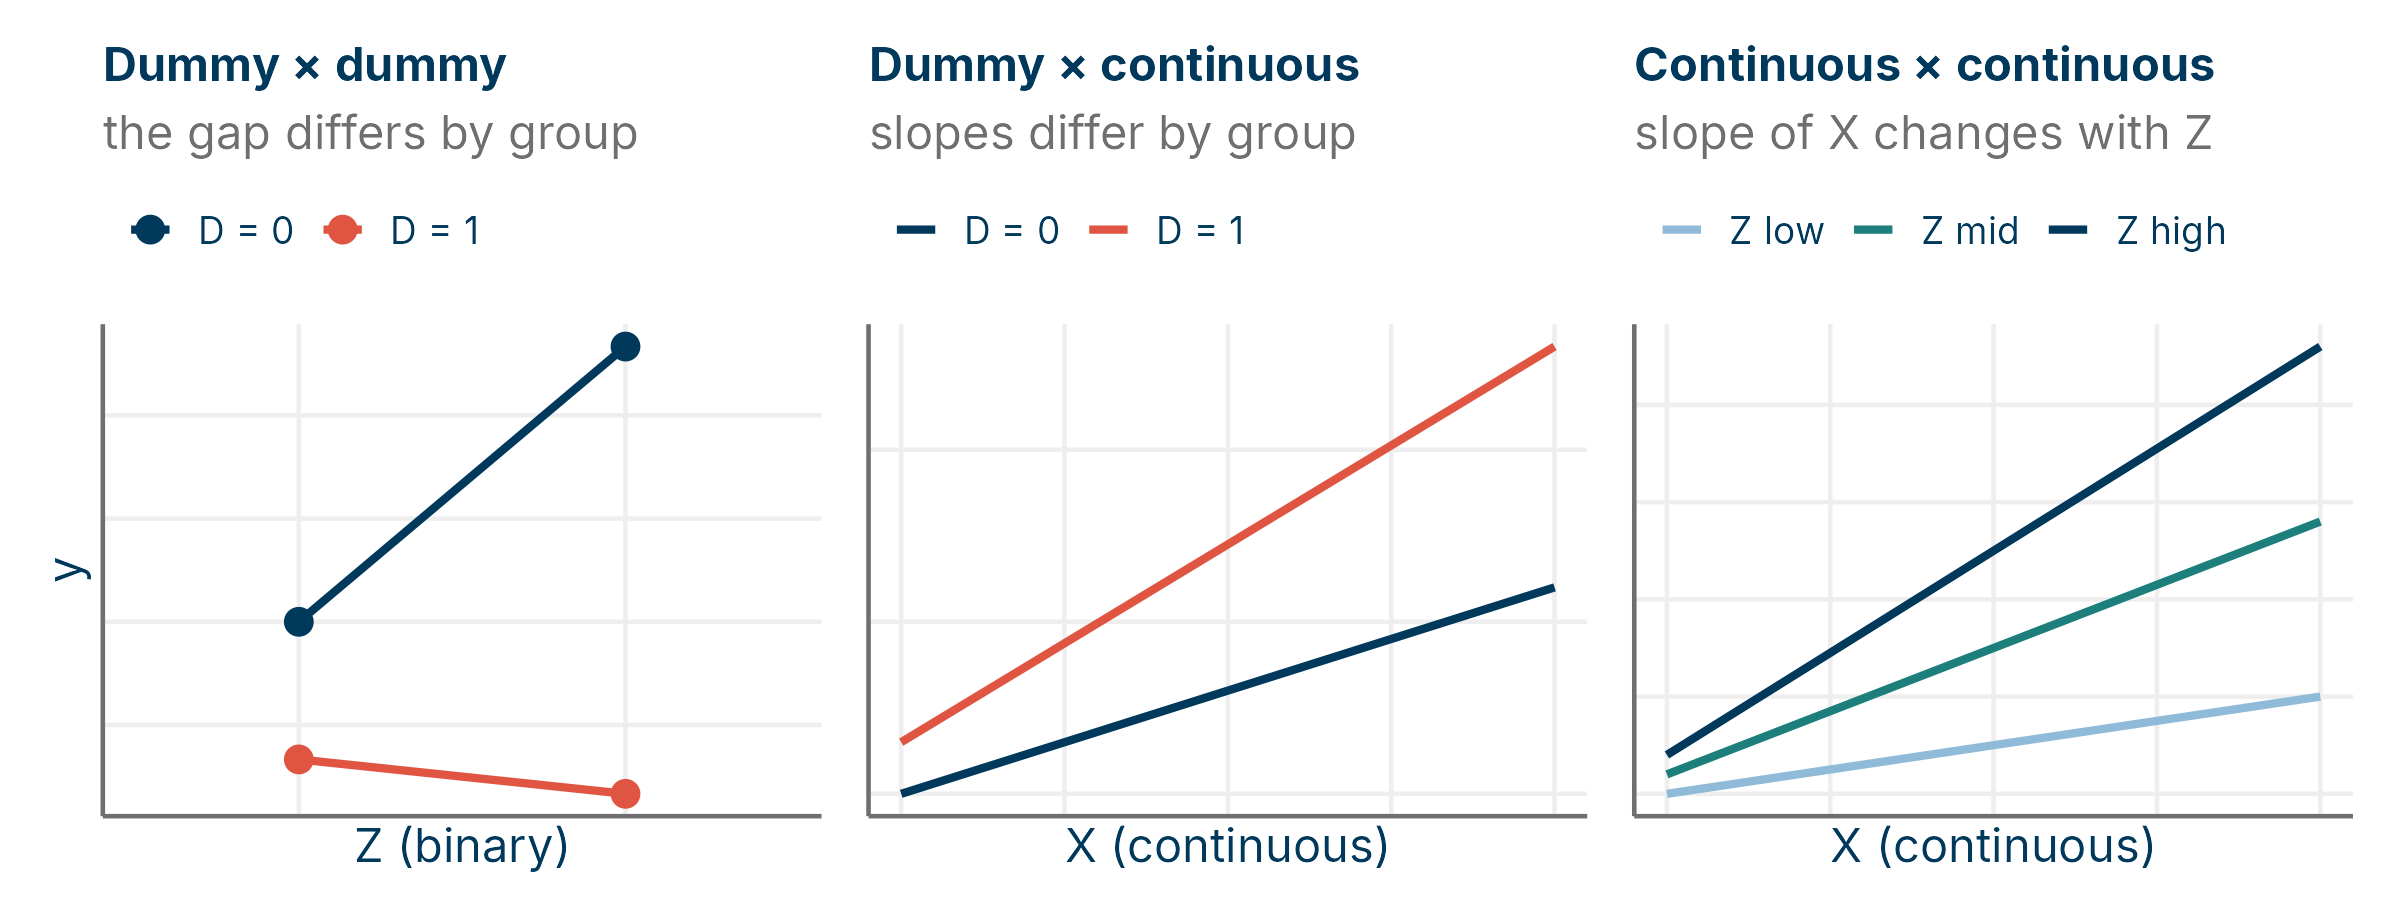 Dummy × dummy
the gap differs by group
D = 0 D = 1
y
Z (binary)
Dummy × continuous
slopes differ by group
D = 0 D = 1
X (continuous)
Continuous × continuous
slope of X changes with Z
Z low Z mid Z high
X (continuous)